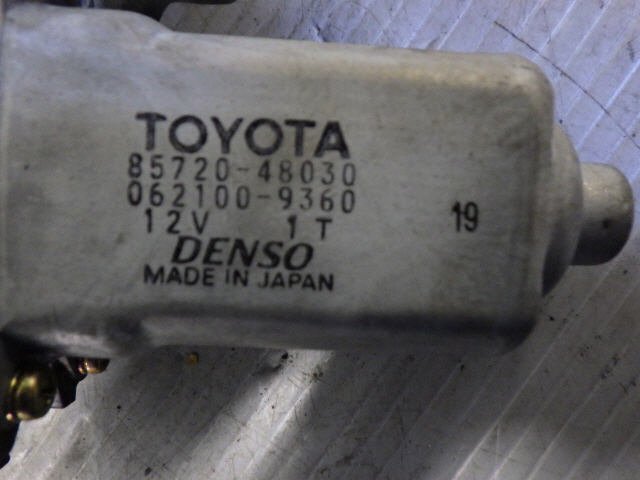 TOYOTA
85720-48030
062100-9360
12V 1T 19
DENSO
MADE IN JAPAN